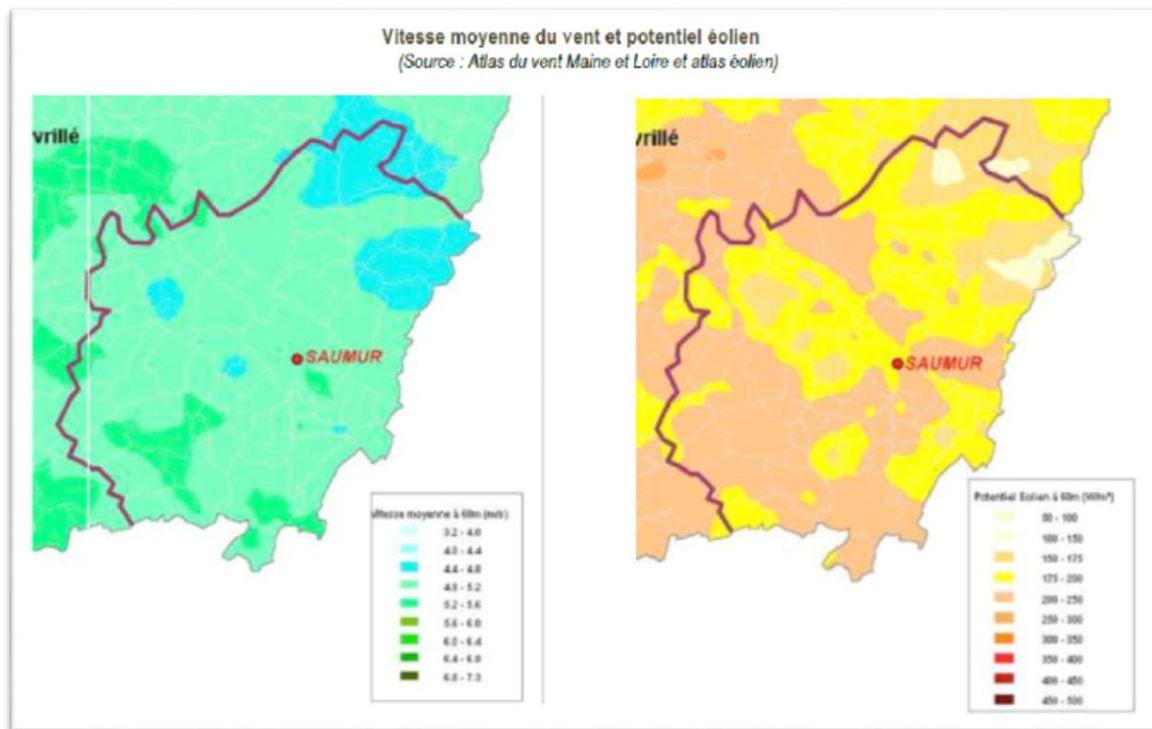 Vitesse moyenne du vent et potentiel éolien
(Source : Atlas du vent Maine et Loire et atlas éolien)
vrillé
SAUMUR
Vitesse moyenne à 60m (m/s)
3.2 - 4.0
4.0 - 4.4
4.4 - 4.8
4.8 - 5.2
5.2 - 5.6
5.6 - 6.0
6.0 - 6.4
6.4 - 6.8
6.8 - 7.3
vrillé
SAUMUR
Potentiel Eolien à 60m (W/m²)
50 - 100
100 - 150
150 - 175
175 - 200
200 - 250
250 - 300
300 - 350
350 - 400
400 - 450
450 - 500